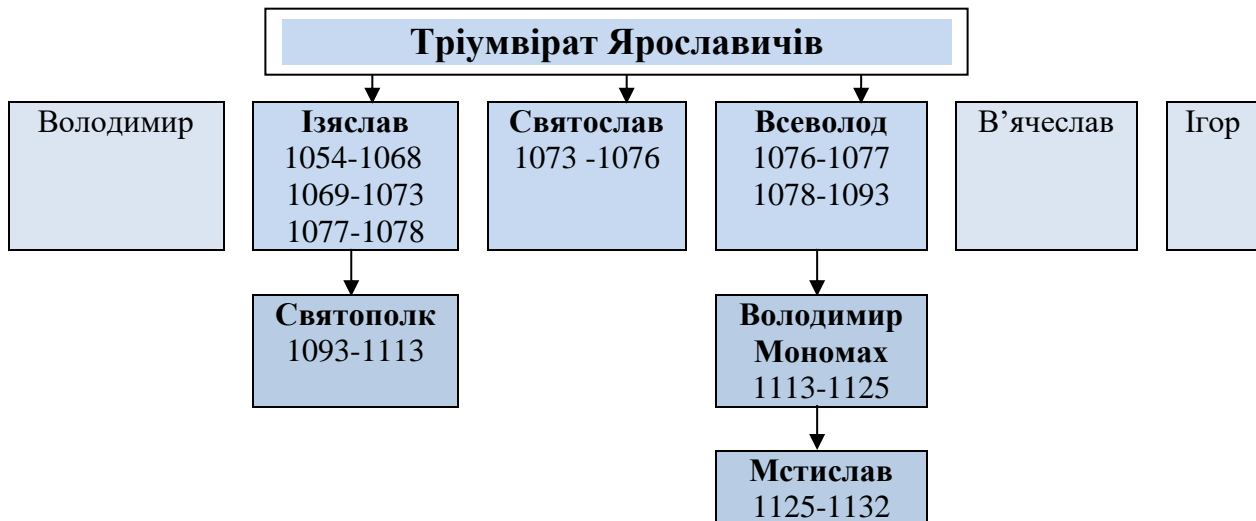 Тріумвірат Ярославичів
Володимир
Ізяслав
1054-1068
1069-1073
1077-1078
Святослав
1073 -1076
Всеволод
1076-1077
1078-1093
В’ячеслав
Ігор
Святополк
1093-1113
Володимир
Мономах
1113-1125
Мстислав
1125-1132